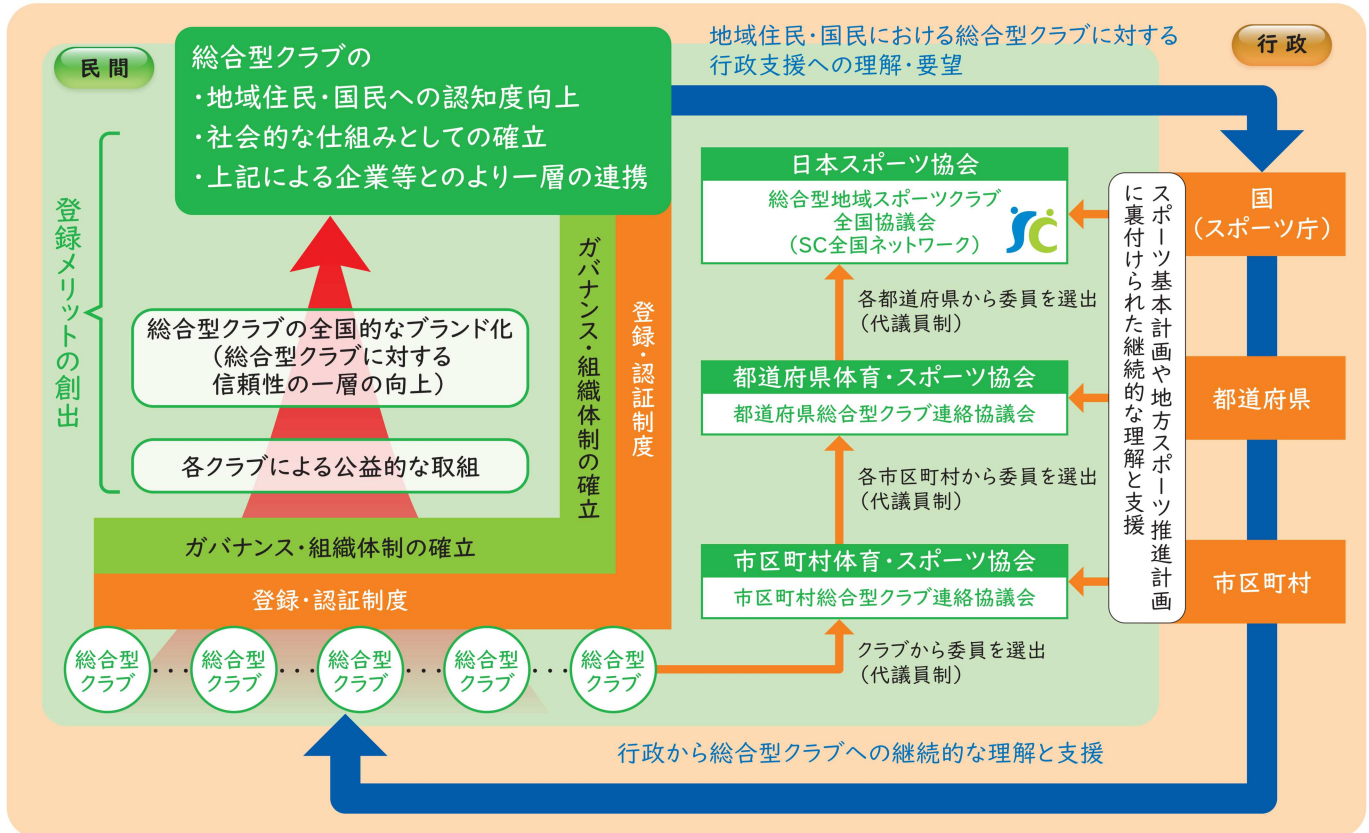 民間
総合型クラブの
・地域住民・国民への認知度向上
・社会的な仕組みとしての確立
・上記による企業等とのより一層の連携
地域住民・国民における総合型クラブに対する
行政支援への理解・要望
行政
登録メリットの創出
総合型クラブの全国的なブランド化
(総合型クラブに対する
信頼性の一層の向上)
各クラブによる公益的な取組
ガバナンス・組織体制の確立
登録・認証制度
ガバナンス・組織体制の確立
登録・認証制度
総合型
クラブ
総合型
クラブ
総合型
クラブ
総合型
クラブ
総合型
クラブ
日本スポーツ協会
総合型地域スポーツクラブ
全国協議会
(SC全国ネットワーク)
SC
各都道府県から委員を選出
(代議員制)
都道府県体育・スポーツ協会
都道府県総合型クラブ連絡協議会
各市区町村から委員を選出
(代議員制)
市区町村体育・スポーツ協会
市区町村総合型クラブ連絡協議会
クラブから委員を選出
(代議員制)
スポーツ基本計画や地方スポーツ推進計画
に裏付けられた継続的な理解と支援
国
(スポーツ庁)
都道府県
市区町村
行政から総合型クラブへの継続的な理解と支援